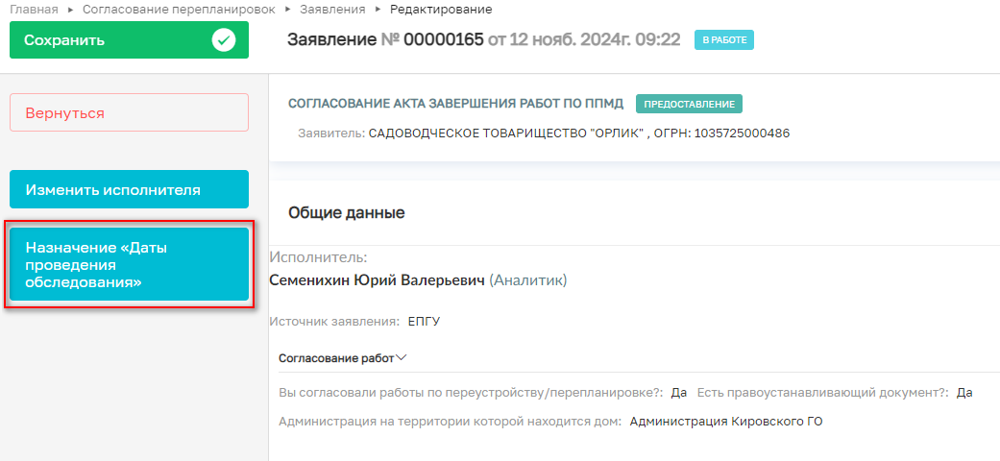 Главная ▸ Согласование перепланировок ▸ Заявления ▸ Редактирование
Сохранить
Заявление № 00000165 от 12 нояб. 2024г. 09:22 В РАБОТЕ
Вернуться
Изменить исполнителя
Назначение «Даты
проведения
обследования»
СОГЛАСОВАНИЕ АКТА ЗАВЕРШЕНИЯ РАБОТ ПО ППМД ПРЕДОСТАВЛЕНИЕ
Заявитель: САДОВОДЧЕСКОЕ ТОВАРИЩЕСТВО "ОРЛИК" , ОГРН: 1035725000486
Общие данные
Исполнитель:
Семенихин Юрий Валерьевич (Аналитик)
Источник заявления: ЕПГУ
Согласование работ
Вы согласовали работы по переустройству/перепланировке?: Да Есть правоустанавливающий документ?: Да
Администрация на территории которой находится дом: Администрация Кировского ГО